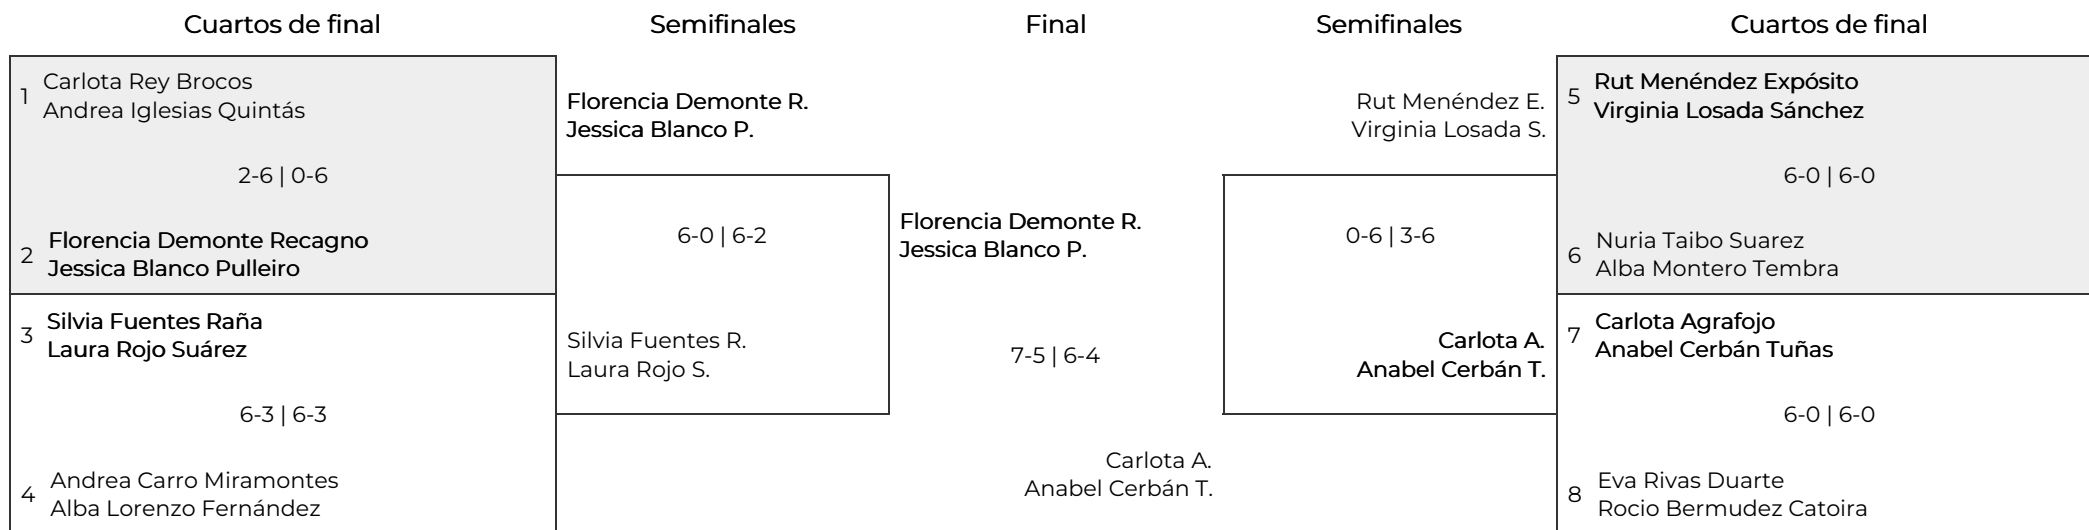 Cuartos de final
Semifinales
Final
Semifinales
Cuartos de final
1
Carlota Rey Brocos
Andrea Iglesias Quintás
2-6 | 0-6
2
Florencia Demonte Recagno
Jessica Blanco Pulleiro
3
Silvia Fuentes Raña
Laura Rojo Suárez
6-3 | 6-3
4
Andrea Carro Miramontes
Alba Lorenzo Fernández
Florencia Demonte R.
Jessica Blanco P.
6-0 | 6-2
Silvia Fuentes R.
Laura Rojo S.
Florencia Demonte R.
Jessica Blanco P.
7-5 | 6-4
Carlota A.
Anabel Cerbán T.
Rut Menéndez E.
Virginia Losada S.
0-6 | 3-6
Carlota A.
Anabel Cerbán T.
5
Rut Menéndez Expósito
Virginia Losada Sánchez
6-0 | 6-0
6
Nuria Taibo Suarez
Alba Montero Tembra
7
Carlota Agrafojo
Anabel Cerbán Tuñas
6-0 | 6-0
8
Eva Rivas Duarte
Rocio Bermudez Catoira